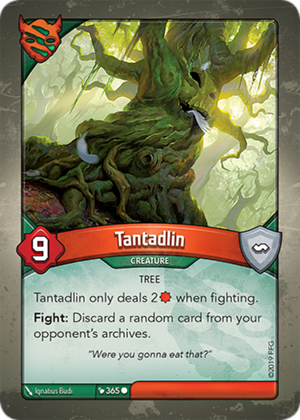 Tantadlin
9
CREATURE
TREE
Tantadlin only deals 2 when fighting.
Fight: Discard a random card from your
opponent's archives.
"Were you gonna eat that?"
©2019 FFG
Ignatius Budi
365